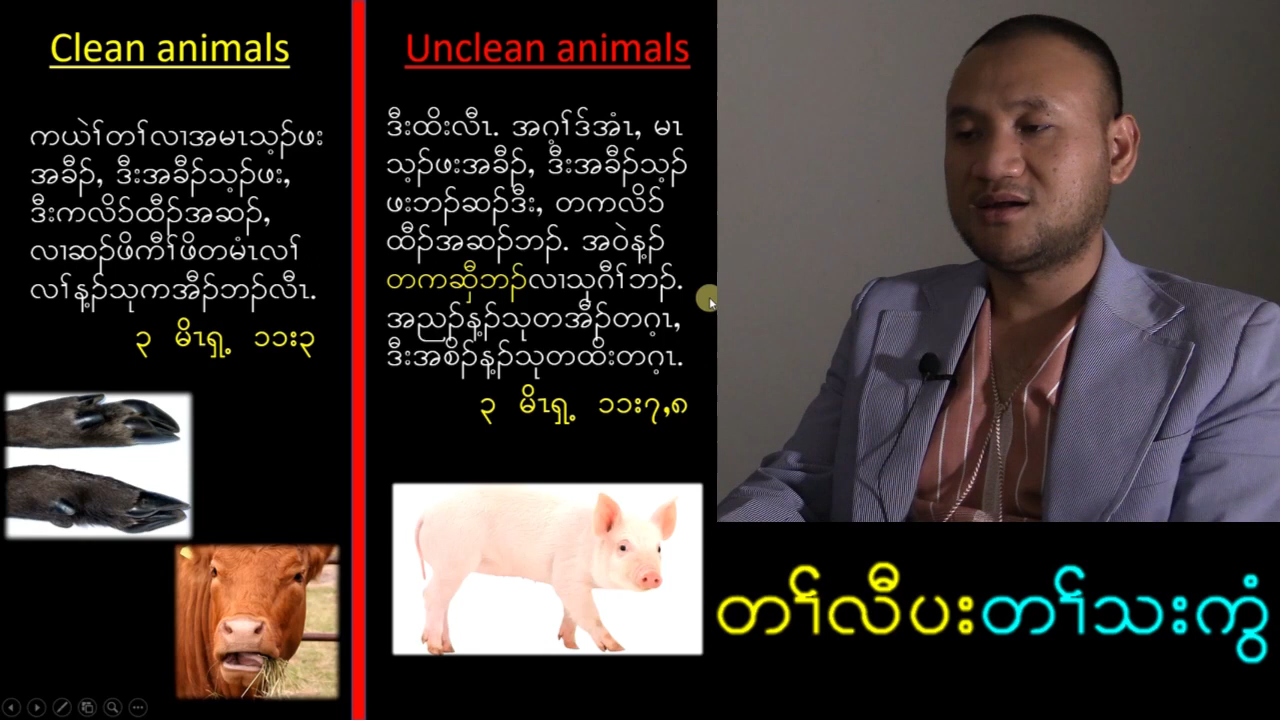 Clean animals
ကယဲၢ်တၢ်လၢအမၤသ့ၣ်ဖး
အခီၣ်, ဒီးအခီၣ်သ့ၣ်ဖး,
ဒီးကလိာ်ထီၣ်အဆၣ်,
လၢဆၣ်ဖိကီၢ်ဖိတမံၤလၢ်
လၢ်န့ၣ်သုကအီၣ်ဘၣ်လီၤ.
၃ မိၤရှ့ ၁၁း၃
Unclean animals
ဒီးထိးလီၤ. အဂ့ၢ်ဒ်အံၤ, မၤ
သ့ၣ်ဖးအခီၣ်, ဒီးအခီၣ်သ့ၣ်
ဖးဘၣ်ဆၣ်ဒီး, တကလိာ်
ထီၣ်အဆၣ်ဘၣ်. အဝဲန့ၣ်
တကဆှီဘၣ်လၢသုဂီၢ်ဘၣ်.
အညၣ်န့ၣ်သုတအီၣ်တဂ့ၤ,
ဒီးအစိၣ်န့ၣ်သုတထိးတဂ့ၤ.
၃ မိၤရှ့ ၁၁း၇,၈
တၢ်လီပးတၢ်သးကွံ